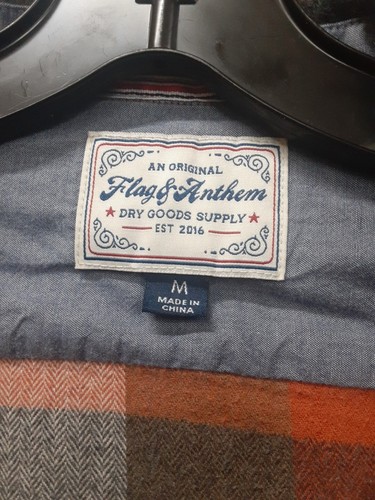 AN ORIGINAL
Flag & Anthem
DRY GOODS SUPPLY
EST 2016
M
MADE IN
CHINA